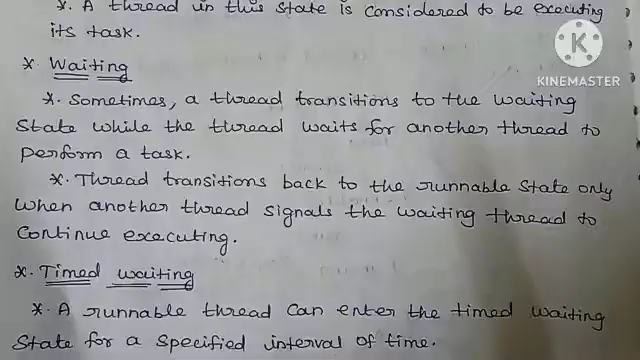 *. A thread in this state is considered to be executing
its task.
*. Waiting
*. Sometimes, a thread transitions to the waiting
state while the thread waits for another thread to
perform a task.
*. Thread transitions back to the runnable state only
when another thread signals the waiting thread to
continue executing.
*. Timed waiting
*. A runnable thread can enter the timed waiting
state for a specified interval of time.
KINEMASTER